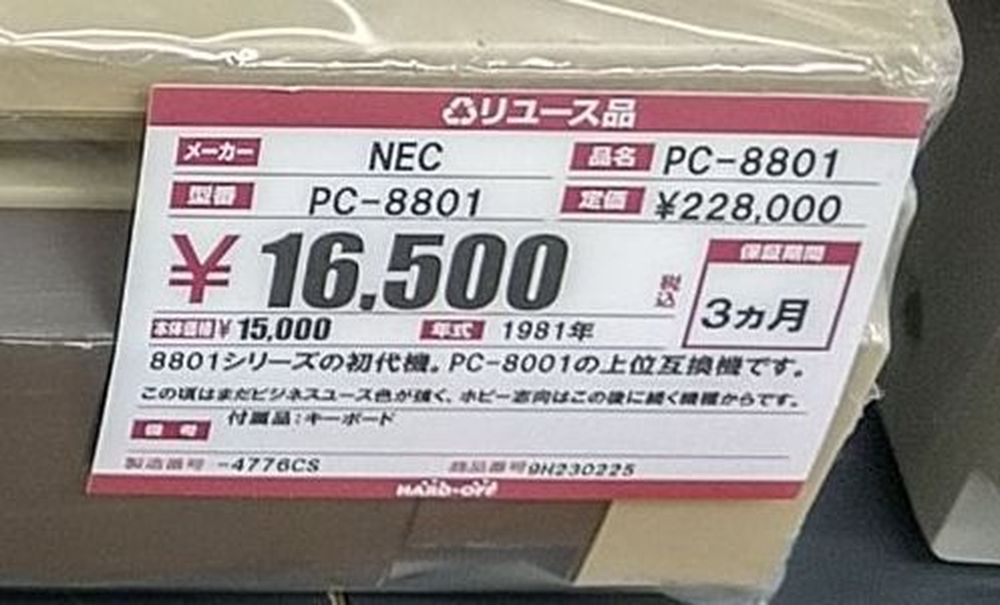 リユース品
メーカー NEC 品名 PC-8801
型番 PC-8801 定価 ¥228,000
¥16,500 税込
保証期間
3ヵ月
本体価格¥15,000 年式 1981年
8801シリーズの初代機。PC-8001の上位互換機です。
この頃はまだビジネスユース色が強く、ホビー志向はこの後に続く機種からです。
備考 付属品：キーボード
製造番号 -4776CS 商品番号 9H230225
HARD・OFF